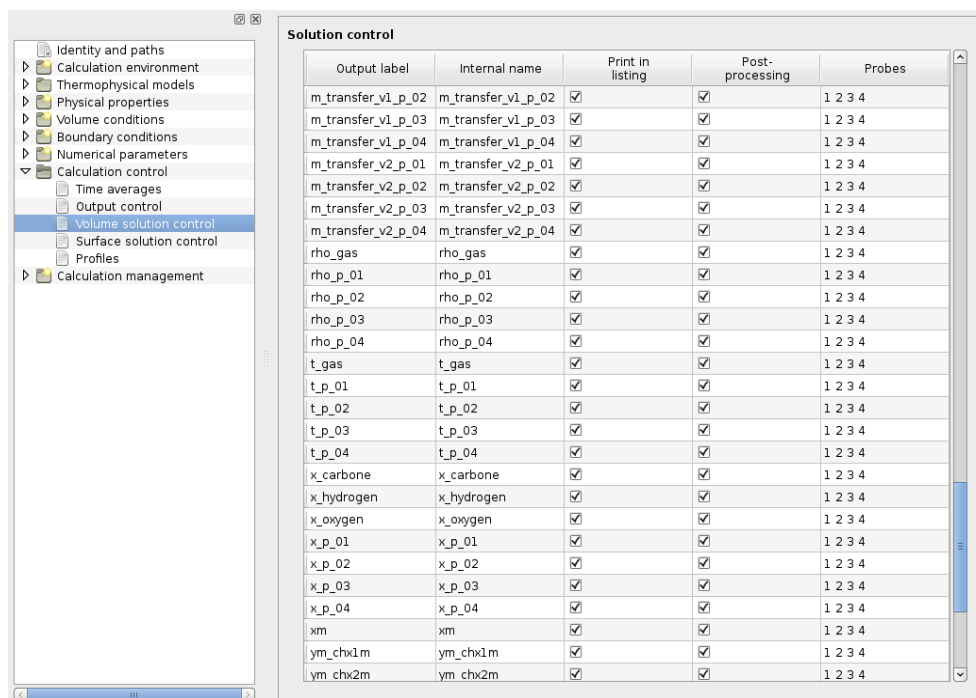 Identity and paths
Calculation environment
Thermophysical models
Physical properties
Volume conditions
Boundary conditions
Numerical parameters
Calculation control
Time averages
Output control
Volume solution control
Surface solution control
Profiles
Calculation management
Solution control
Output label Internal name Print in listing Post-processing Probes
m_transfer_v1_p_02 m_transfer_v1_p_02 1 2 3 4
m_transfer_v1_p_03 m_transfer_v1_p_03 1 2 3 4
m_transfer_v1_p_04 m_transfer_v1_p_04 1 2 3 4
m_transfer_v2_p_01 m_transfer_v2_p_01 1 2 3 4
m_transfer_v2_p_02 m_transfer_v2_p_02 1 2 3 4
m_transfer_v2_p_03 m_transfer_v2_p_03 1 2 3 4
m_transfer_v2_p_04 m_transfer_v2_p_04 1 2 3 4
rho_gas rho_gas 1 2 3 4
rho_p_01 rho_p_01 1 2 3 4
rho_p_02 rho_p_02 1 2 3 4
rho_p_03 rho_p_03 1 2 3 4
rho_p_04 rho_p_04 1 2 3 4
t_gas t_gas 1 2 3 4
t_p_01 t_p_01 1 2 3 4
t_p_02 t_p_02 1 2 3 4
t_p_03 t_p_03 1 2 3 4
t_p_04 t_p_04 1 2 3 4
x_carbone x_carbone 1 2 3 4
x_hydrogen x_hydrogen 1 2 3 4
x_oxygen x_oxygen 1 2 3 4
x_p_01 x_p_01 1 2 3 4
x_p_02 x_p_02 1 2 3 4
x_p_03 x_p_03 1 2 3 4
x_p_04 x_p_04 1 2 3 4
xm xm 1 2 3 4
ym_chx1m ym_chx1m 1 2 3 4
ym_chx2m ym_chx2m 1 2 3 4